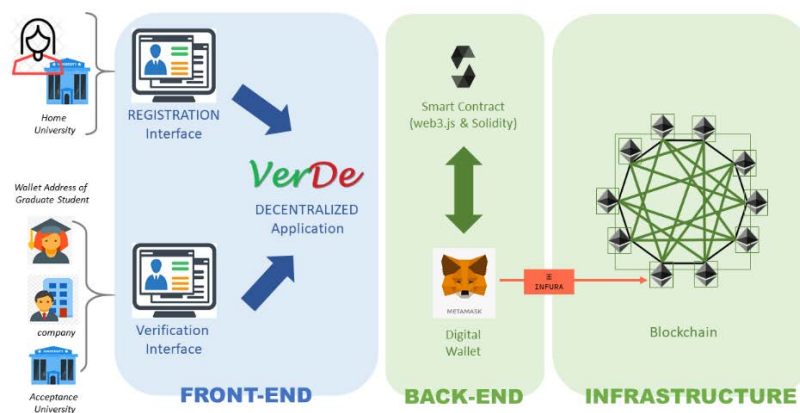 Home
University
Wallet Address of
Graduate Student
company
Acceptance
University
REGISTRATION
Interface
VerDe
DECENTRALIZED
Application
Verification
Interface
FRONT-END
Smart Contract
(web3.js & Solidity)
METAMASK
Digital
Wallet
BACK-END
INFURA
Blockchain
INFRASTRUCTURE